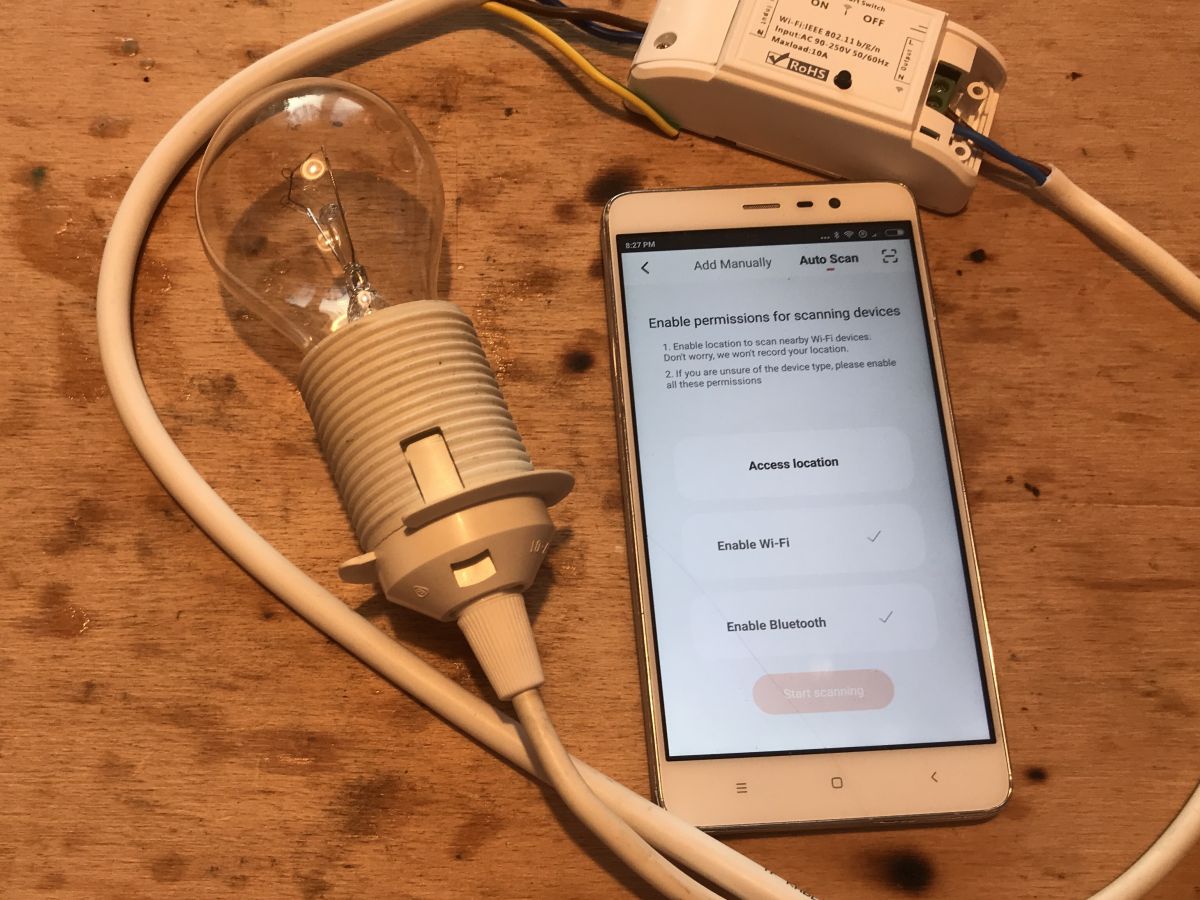 Switch
ON OFF
Wi-Fi:IEEE 802.11 b/g/n
Input:AC 90-250V 50/60Hz
Maxload:10A
RoHS
N Input
N Output L
8:27 PM
Add Manually Auto Scan
Enable permissions for scanning devices
1. Enable location to scan nearby Wi-Fi devices.
Don't worry, we won't record your location.
2. If you are unsure of the device type, please enable
all these permissions
Access location
Enable Wi-Fi
Enable Bluetooth
Start scanning